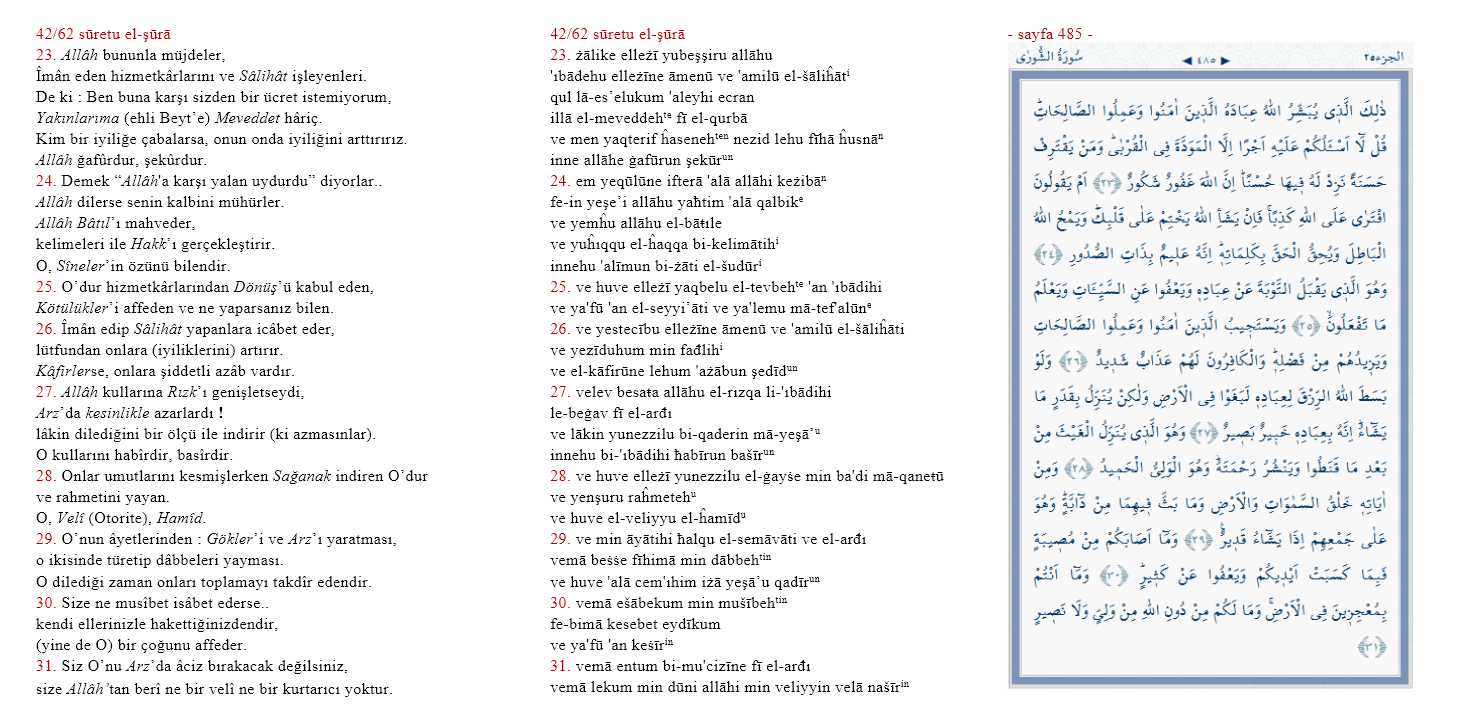 42/62 sūretu el-şūrā
23. Allâh bununla müjdeler,
Îmân eden hizmetkârlarını ve Sâlihât işleyenleri.
De ki : Ben buna karşı sizden bir ücret istemiyorum,
Yakınlarıma (ehli Beyt’e) Meveddet hâriç.
Kim bir iyiliğe çabalarsa, onun onda iyiliğini arttırırız.
Allâh ğafûrdur, şekûrdur.
24. Demek “Allâh'a karşı yalan uydurdu” diyorlar..
Allâh dilerse senin kalbini mühürler.
Allâh Bâtıl’ı mahveder,
kelimeleri ile Hakk’ı gerçekleştirir.
O, Sîneler’in özünü bilendir.
25. O’dur hizmetkârlarından Dönüş’ü kabul eden,
Kötülükler’i affeden ve ne yaparsanız bilen.
26. Îmân edip Sâlihât yapanlara icâbet eder,
lütfundan onlara (iyiliklerini) artırır.
Kâfirlerse, onlara şiddetli azâb vardır.
27. Allâh kullarına Rızk’ı genişletseydi,
Arz’da kesinlikle azarlardı !
lâkin dilediğini bir ölçü ile indirir (ki azmasınlar).
O kullarını habîrdir, basîrdir.
28. Onlar umutlarını kesmişlerken Sağanak indiren O’dur
ve rahmetini yayan.
O, Velî (Otorite), Hamîd.
29. O’nun âyetlerinden : Gökler’i ve Arz’ı yaratması,
o ikisinde türetip dâbbeleri yayması.
O dilediği zaman onları toplamayı takdîr edendir.
30. Size ne musîbet isâbet ederse..
kendi ellerinizle hakettiğinizdendir,
(yine de O) bir çoğunu affeder.
31. Siz O’nu Arz’da âciz bırakacak değilsiniz,
size Allâh’tan berî ne bir velî ne bir kurtarıcı yoktur.
42/62 sūretu el-şūrā
23. żālike elleżī yubeşşiru allāhu
'ıbādehu elleżīne āmenū ve 'amilū el-šāliĥātⁱ
qul lā-es’elukum 'aleyhi ecran
illā el-meveddehᵗᵉ fī el-qurbā
ve men yaqterif ĥasenehᵗᵉⁿ nezid lehu fīhā ĥusnāⁿ
inne allāhe ġafūrun şekūrᵘⁿ
24. em yeqūlūne ifterā 'alā allāhi keżibāⁿ
fe-in yeşe’i allāhu yaħtim 'alā qalbikᵉ
ve yemĥu allāhu el-bāŧıle
ve yuĥıqqu el-ĥaqqa bi-kelimātihⁱ
innehu 'alīmun bi-żāti el-šudūrⁱ
25. ve huve elleżī yaqbelu el-tevbehᵗᵉ 'an 'ıbādihi
ve ya'fū 'an el-seyyi’āti ve ya'lemu mā-tef'alūnᵉ
26. ve yestecību elleżīne āmenū ve 'amilū el-šāliĥāti
ve yezīduhum min fađlihⁱ
ve el-kāfirūne lehum 'ażābun şedīdᵘⁿ
27. velev besaŧa allāhu el-rızqa li-'ıbādihi
le-beġav fī el-arđı
ve lākin yunezzilu bi-qaderin mā-yeşā’ᵘ
innehu bi-'ıbādihi ħabīrun bašīrᵘⁿ
28. ve huve elleżī yunezzilu el-ġayŝe min ba'di mā-qaneŧū
ve yenşuru raĥmetehᵘ
ve huve el-veliyyu el-ĥamīdᵘ
29. ve min āyātihi ħalqu el-semāvāti ve el-arđı
vemā beŝŝe fīhimā min dābbehᵗⁱⁿ
ve huve 'alā cem'ıhim iżā yeşā’u qadīrᵘⁿ
30. vemā ešābekum min mušībehᵗⁱⁿ
fe-bimā kesebet eydīkum
ve ya'fū 'an keŝīrⁱⁿ
31. vemā entum bi-mu'cizīne fī el-arđı
vemā lekum min dūni allāhi min veliyyin velā našīrⁱⁿ
- sayfa 485 -
الجزء٢٥ ◀ ٤٨٥ ▶ سُورَةُ الشُّورٰى
ذٰلِكَ الَّذ۪ي يُبَشِّرُ اللّٰهُ عِبَادَهُ الَّذ۪ينَ اٰمَنُوا وَعَمِلُوا الصَّالِحَاتِۜ
قُلْ لَٓا اَسْـَٔلُكُمْ عَلَيْهِ اَجْرًا اِلَّا الْمَوَدَّةَ فِي الْقُرْبٰىۜ وَمَنْ يَقْتَرِفْ
حَسَنَةً نَزِدْ لَهُ ف۪يهَا حُسْنًاۜ اِنَّ اللّٰهَ غَفُورٌ شَكُورٌ ﴿٢٣﴾ اَمْ يَقُولُونَ
افْتَرٰى عَلَى اللّٰهِ كَذِبًاۚ فَاِنْ يَشَأِ اللّٰهُ يَخْتِمْ عَلٰى قَلْبِكَۜ وَيَمْحُ اللّٰهُ
الْبَاطِلَ وَيُحِقُّ الْحَقَّ بِكَلِمَاتِه۪ۜ اِنَّهُ عَل۪يمٌ بِذَاتِ الصُّدُورِ ﴿٢٤﴾
وَهُوَ الَّذ۪ي يَقْبَلُ التَّوْبَةَ عَنْ عِبَادِه۪ وَيَعْفُوا عَنِ السَّيِّـَٔاتِ وَيَعْلَمُ
مَا تَفْعَلُونَۙ ﴿٢٥﴾ وَيَسْتَج۪يبُ الَّذ۪ينَ اٰمَنُوا وَعَمِلُوا الصَّالِحَاتِ
وَيَز۪يدُهُمْ مِنْ فَضْلِه۪ۜ وَالْكَافِرُونَ لَهُمْ عَذَابٌ شَد۪يدٌ ﴿٢٦﴾ وَلَوْ
بَسَطَ اللّٰهُ الرِّزْقَ لِعِبَادِه۪ لَبَغَوْا فِي الْاَرْضِ وَلٰكِنْ يُنَزِّلُ بِقَدَرٍ مَا
يَشَٓاءُۜ اِنَّهُ بِعِبَادِه۪ خَب۪يرٌ بَص۪يرٌ ﴿٢٧﴾ وَهُوَ الَّذ۪ي يُنَزِّلُ الْغَيْثَ مِنْ
بَعْدِ مَا قَنَطُوا وَيَنْشُرُ رَحْمَتَهُۜ وَهُوَ الْوَلِيُّ الْحَم۪يدُ ﴿٢٨﴾ وَمِنْ
اٰيَاتِه۪ خَلْقُ السَّمٰوَاتِ وَالْاَرْضِ وَمَا بَثَّ ف۪يهِمَا مِنْ دَٓابَّةٍۜ وَهُوَ
عَلٰى جَمْعِهِمْ اِذَا يَشَٓاءُ قَد۪يرٌ۟ ﴿٢٩﴾ وَمَٓا اَصَابَكُمْ مِنْ مُص۪يبَةٍ
فَبِمَا كَسَبَتْ اَيْد۪يكُمْ وَيَعْفُوا عَنْ كَث۪يرٍۜ ﴿٣٠﴾ وَمَٓا اَنْتُمْ
بِمُعْجِز۪ينَ فِي الْاَرْضِۚ وَمَا لَكُمْ مِنْ دُونِ اللّٰهِ مِنْ وَلِيٍّ وَلَا نَص۪يرٍ
﴿٣١﴾